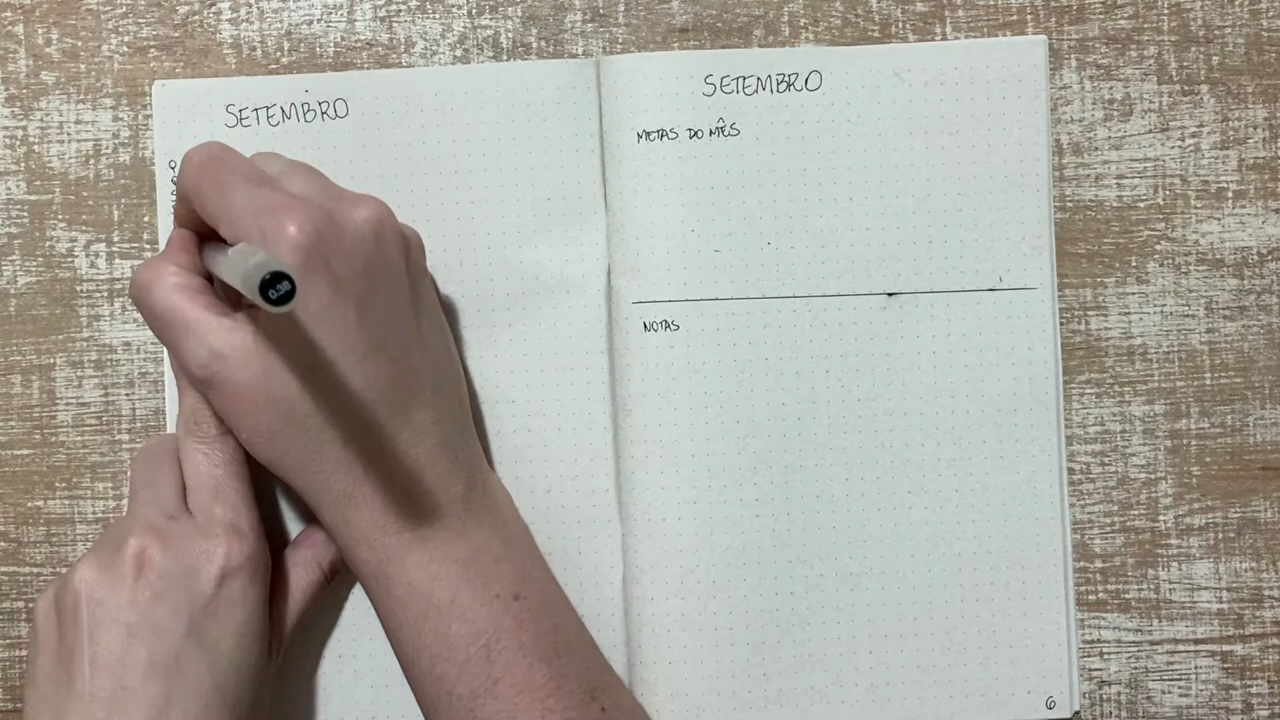 SETEMBRO
0.38
SETEMBRO
METAS DO MÊS
NOTAS
6